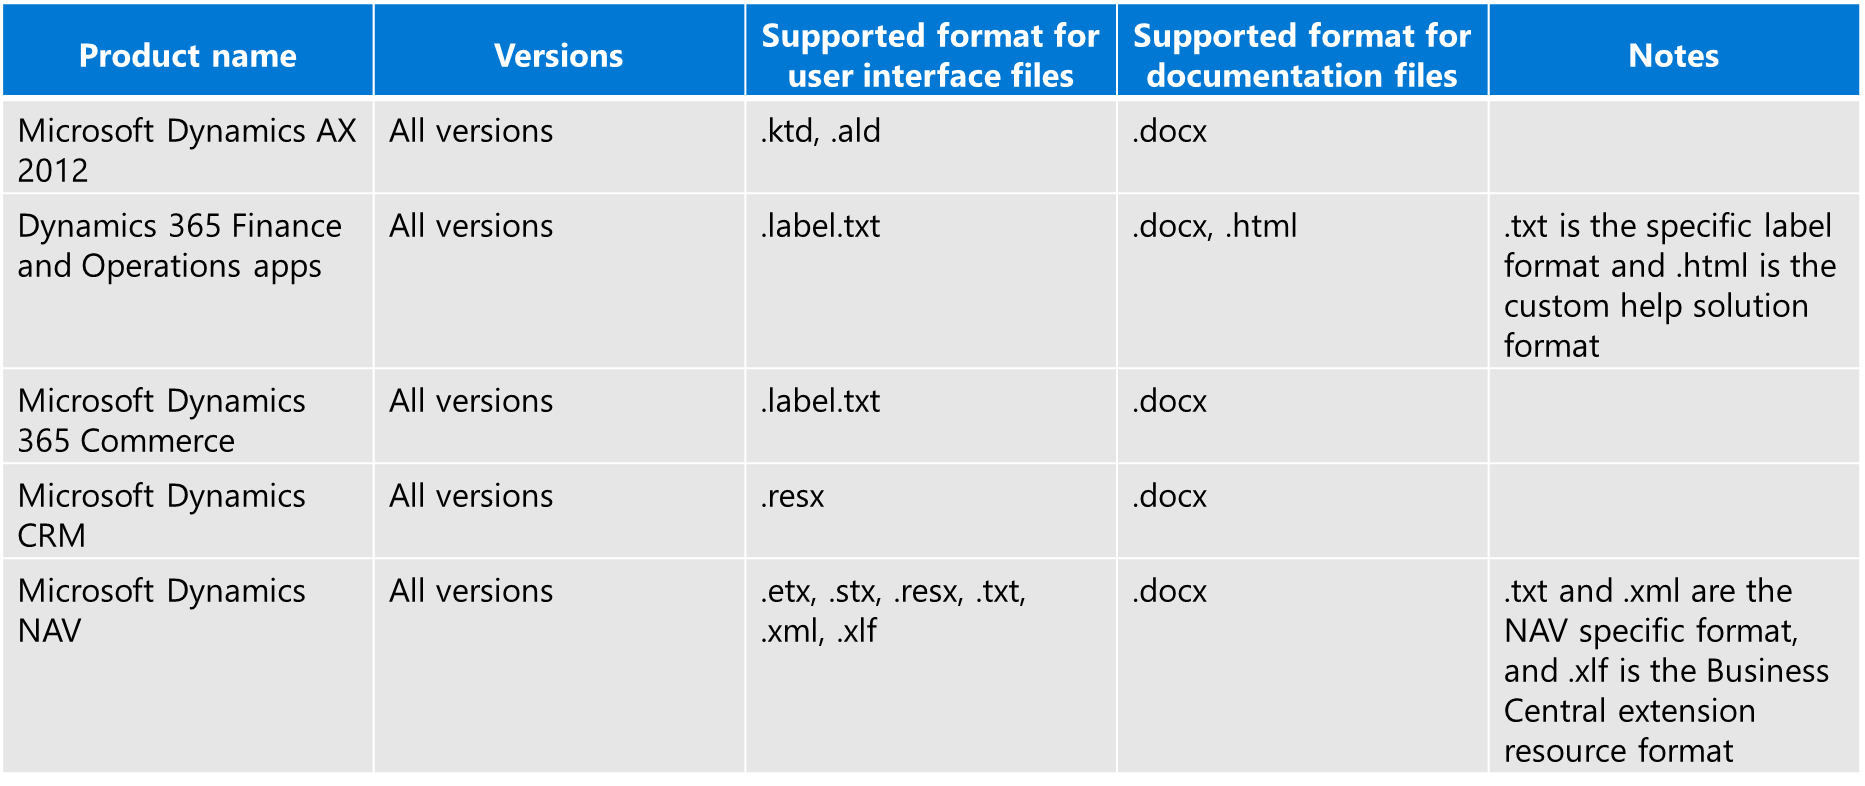 Product name
Versions
Supported format for
user interface files
Supported format for
documentation files
Notes
Microsoft Dynamics AX
2012
All versions
.ktd, .ald
.docx
Dynamics 365 Finance
and Operations apps
All versions
.label.txt
.docx, .html
.txt is the specific label
format and .html is the
custom help solution
format
Microsoft Dynamics
365 Commerce
All versions
.label.txt
.docx
Microsoft Dynamics
CRM
All versions
.resx
.docx
Microsoft Dynamics
NAV
All versions
.etx, .stx, .resx, .txt,
.xml, .xlf
.docx
.txt and .xml are the
NAV specific format,
and .xlf is the Business
Central extension
resource format